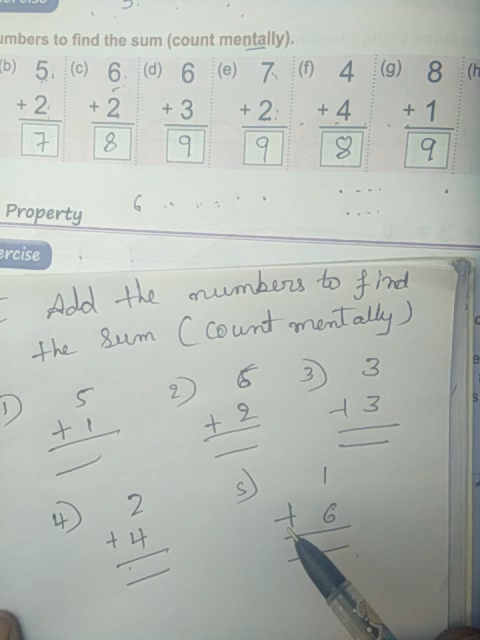 ercise
umbers to find the sum (count mentally).
(b) 5 (c) 6 (d) 6 (e) 7 (f) 4 (g) 8 (h
+ 2 + 2 + 3 + 2 + 4 + 1
7 8 9 9 8 9
Property 6
ercise
Add the numbers to find
the sum (count mentally)
1) 5 2) 6 3) 3
+ 1 + 2 + 3
4) 2 5) 1
+ 4 + 6